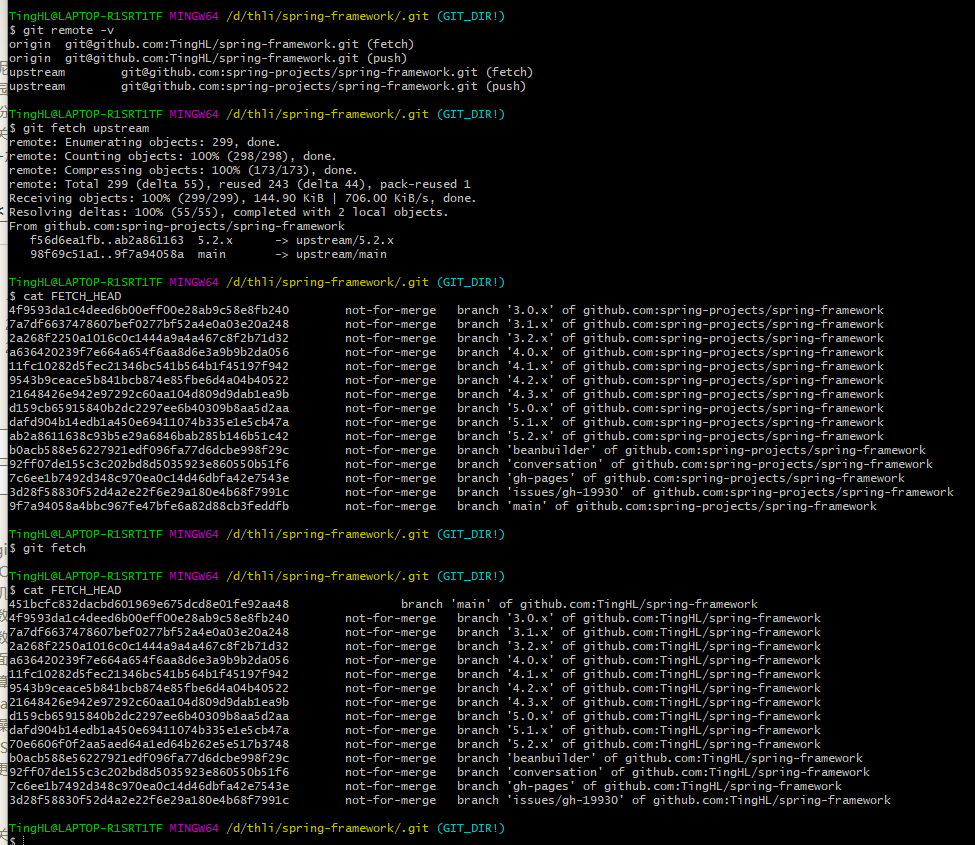 TingHL@LAPTOP-R1SRT1TF MINGW64 /d/thli/spring-framework/.git (GIT_DIR!)
$ git remote -v
origin  git@github.com:TingHL/spring-framework.git (fetch)
origin  git@github.com:TingHL/spring-framework.git (push)
upstream        git@github.com:spring-projects/spring-framework.git (fetch)
upstream        git@github.com:spring-projects/spring-framework.git (push)
TingHL@LAPTOP-R1SRT1TF MINGW64 /d/thli/spring-framework/.git (GIT_DIR!)
$ git fetch upstream
remote: Enumerating objects: 299, done.
remote: Counting objects: 100% (298/298), done.
remote: Compressing objects: 100% (173/173), done.
remote: Total 299 (delta 55), reused 243 (delta 44), pack-reused 1
Receiving objects: 100% (299/299), 144.90 KiB | 706.00 KiB/s, done.
Resolving deltas: 100% (55/55), completed with 2 local objects.
From github.com:spring-projects/spring-framework
   f56d6ea1fb..ab2a861163  5.2.x      -> upstream/5.2.x
   98f69c51a1..9f7a94058a  main       -> upstream/main
TingHL@LAPTOP-R1SRT1TF MINGW64 /d/thli/spring-framework/.git (GIT_DIR!)
$ cat FETCH_HEAD
4f9593da1c4deed6b00eff00e28ab9c58e8fb240        not-for-merge   branch '3.0.x' of github.com:spring-projects/spring-framework
7a7df6637478607bef0277bf52a4e0a03e20a248        not-for-merge   branch '3.1.x' of github.com:spring-projects/spring-framework
2a268f2250a1016c0c1444a9a4a467c8f2b71d32        not-for-merge   branch '3.2.x' of github.com:spring-projects/spring-framework
a636420239f7e664a654f6aa8d6e3a9b9b2da056        not-for-merge   branch '4.0.x' of github.com:spring-projects/spring-framework
11fc10282d5fec21346bc541b564b1f45197f942        not-for-merge   branch '4.1.x' of github.com:spring-projects/spring-framework
9543b9ceace5b841bcb874e85fbe6d4a04b40522        not-for-merge   branch '4.2.x' of github.com:spring-projects/spring-framework
21648426e942e97292c60aa104d809d9dab1ea9b        not-for-merge   branch '4.3.x' of github.com:spring-projects/spring-framework
d159cb65915840b2dc2297ee6b40309b8aa5d2aa        not-for-merge   branch '5.0.x' of github.com:spring-projects/spring-framework
dafd904b14edb1a450e69411074b335e1e5cb47a        not-for-merge   branch '5.1.x' of github.com:spring-projects/spring-framework
ab2a8611638c93b5e29a6846bab285b146b51c42        not-for-merge   branch '5.2.x' of github.com:spring-projects/spring-framework
b0acb588e56227921edf096fa77d6dcbe998f29c        not-for-merge   branch 'beanbuilder' of github.com:spring-projects/spring-framework
92ff07de155c3c202bd8d5035923e860550b51f6        not-for-merge   branch 'conversation' of github.com:spring-projects/spring-framework
7c6ee1b7492d348c970ea0c14d46dbfa42e7543e        not-for-merge   branch 'gh-pages' of github.com:spring-projects/spring-framework
3d28f58830f52d4a2e22f6e29a180e4b68f7991c        not-for-merge   branch 'issues/gh-19930' of github.com:spring-projects/spring-framework
9f7a94058a4bbc967fe47bfe6a82d88cb3feddfb        not-for-merge   branch 'main' of github.com:spring-projects/spring-framework
TingHL@LAPTOP-R1SRT1TF MINGW64 /d/thli/spring-framework/.git (GIT_DIR!)
$ git fetch
TingHL@LAPTOP-R1SRT1TF MINGW64 /d/thli/spring-framework/.git (GIT_DIR!)
$ cat FETCH_HEAD
451bcfc832dacbd601969e675dcd8e01fe92aa48                branch 'main' of github.com:TingHL/spring-framework
4f9593da1c4deed6b00eff00e28ab9c58e8fb240        not-for-merge   branch '3.0.x' of github.com:TingHL/spring-framework
7a7df6637478607bef0277bf52a4e0a03e20a248        not-for-merge   branch '3.1.x' of github.com:TingHL/spring-framework
2a268f2250a1016c0c1444a9a4a467c8f2b71d32        not-for-merge   branch '3.2.x' of github.com:TingHL/spring-framework
a636420239f7e664a654f6aa8d6e3a9b9b2da056        not-for-merge   branch '4.0.x' of github.com:TingHL/spring-framework
11fc10282d5fec21346bc541b564b1f45197f942        not-for-merge   branch '4.1.x' of github.com:TingHL/spring-framework
9543b9ceace5b841bcb874e85fbe6d4a04b40522        not-for-merge   branch '4.2.x' of github.com:TingHL/spring-framework
21648426e942e97292c60aa104d809d9dab1ea9b        not-for-merge   branch '4.3.x' of github.com:TingHL/spring-framework
d159cb65915840b2dc2297ee6b40309b8aa5d2aa        not-for-merge   branch '5.0.x' of github.com:TingHL/spring-framework
dafd904b14edb1a450e69411074b335e1e5cb47a        not-for-merge   branch '5.1.x' of github.com:TingHL/spring-framework
70e6606f0f2aa5aed64a1ed64b262e5e517b3748        not-for-merge   branch '5.2.x' of github.com:TingHL/spring-framework
b0acb588e56227921edf096fa77d6dcbe998f29c        not-for-merge   branch 'beanbuilder' of github.com:TingHL/spring-framework
92ff07de155c3c202bd8d5035923e860550b51f6        not-for-merge   branch 'conversation' of github.com:TingHL/spring-framework
7c6ee1b7492d348c970ea0c14d46dbfa42e7543e        not-for-merge   branch 'gh-pages' of github.com:TingHL/spring-framework
3d28f58830f52d4a2e22f6e29a180e4b68f7991c        not-for-merge   branch 'issues/gh-19930' of github.com:TingHL/spring-framework
TingHL@LAPTOP-R1SRT1TF MINGW64 /d/thli/spring-framework/.git (GIT_DIR!)
$